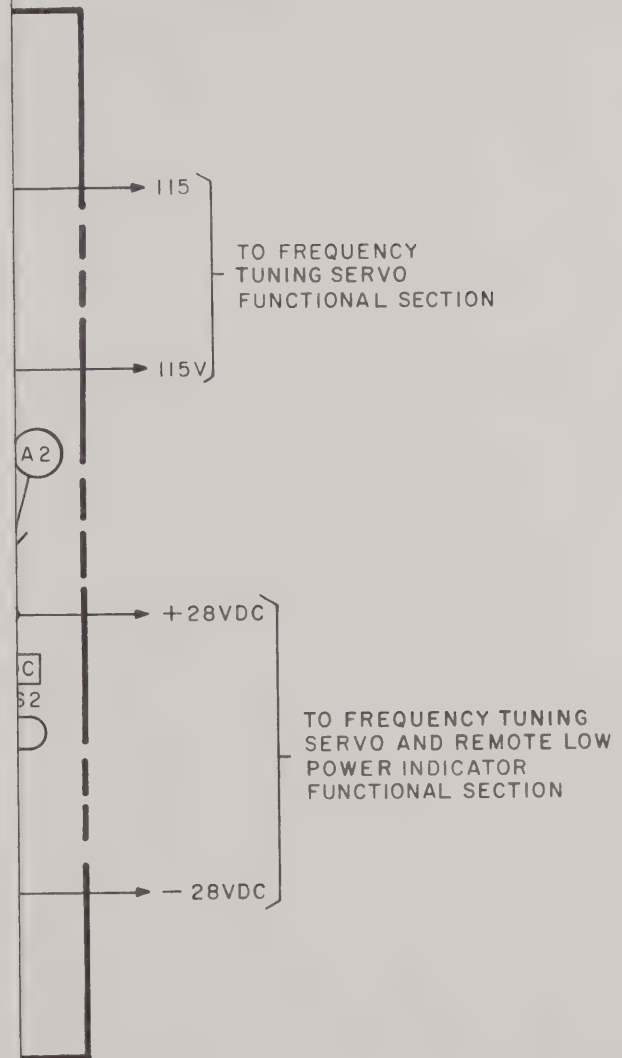 115
TO FREQUENCY
TUNING SERVO
FUNCTIONAL SECTION
115V
A2
+28VDC
C
S2
TO FREQUENCY TUNING
SERVO AND REMOTE LOW
POWER INDICATOR
FUNCTIONAL SECTION
— 28VDC